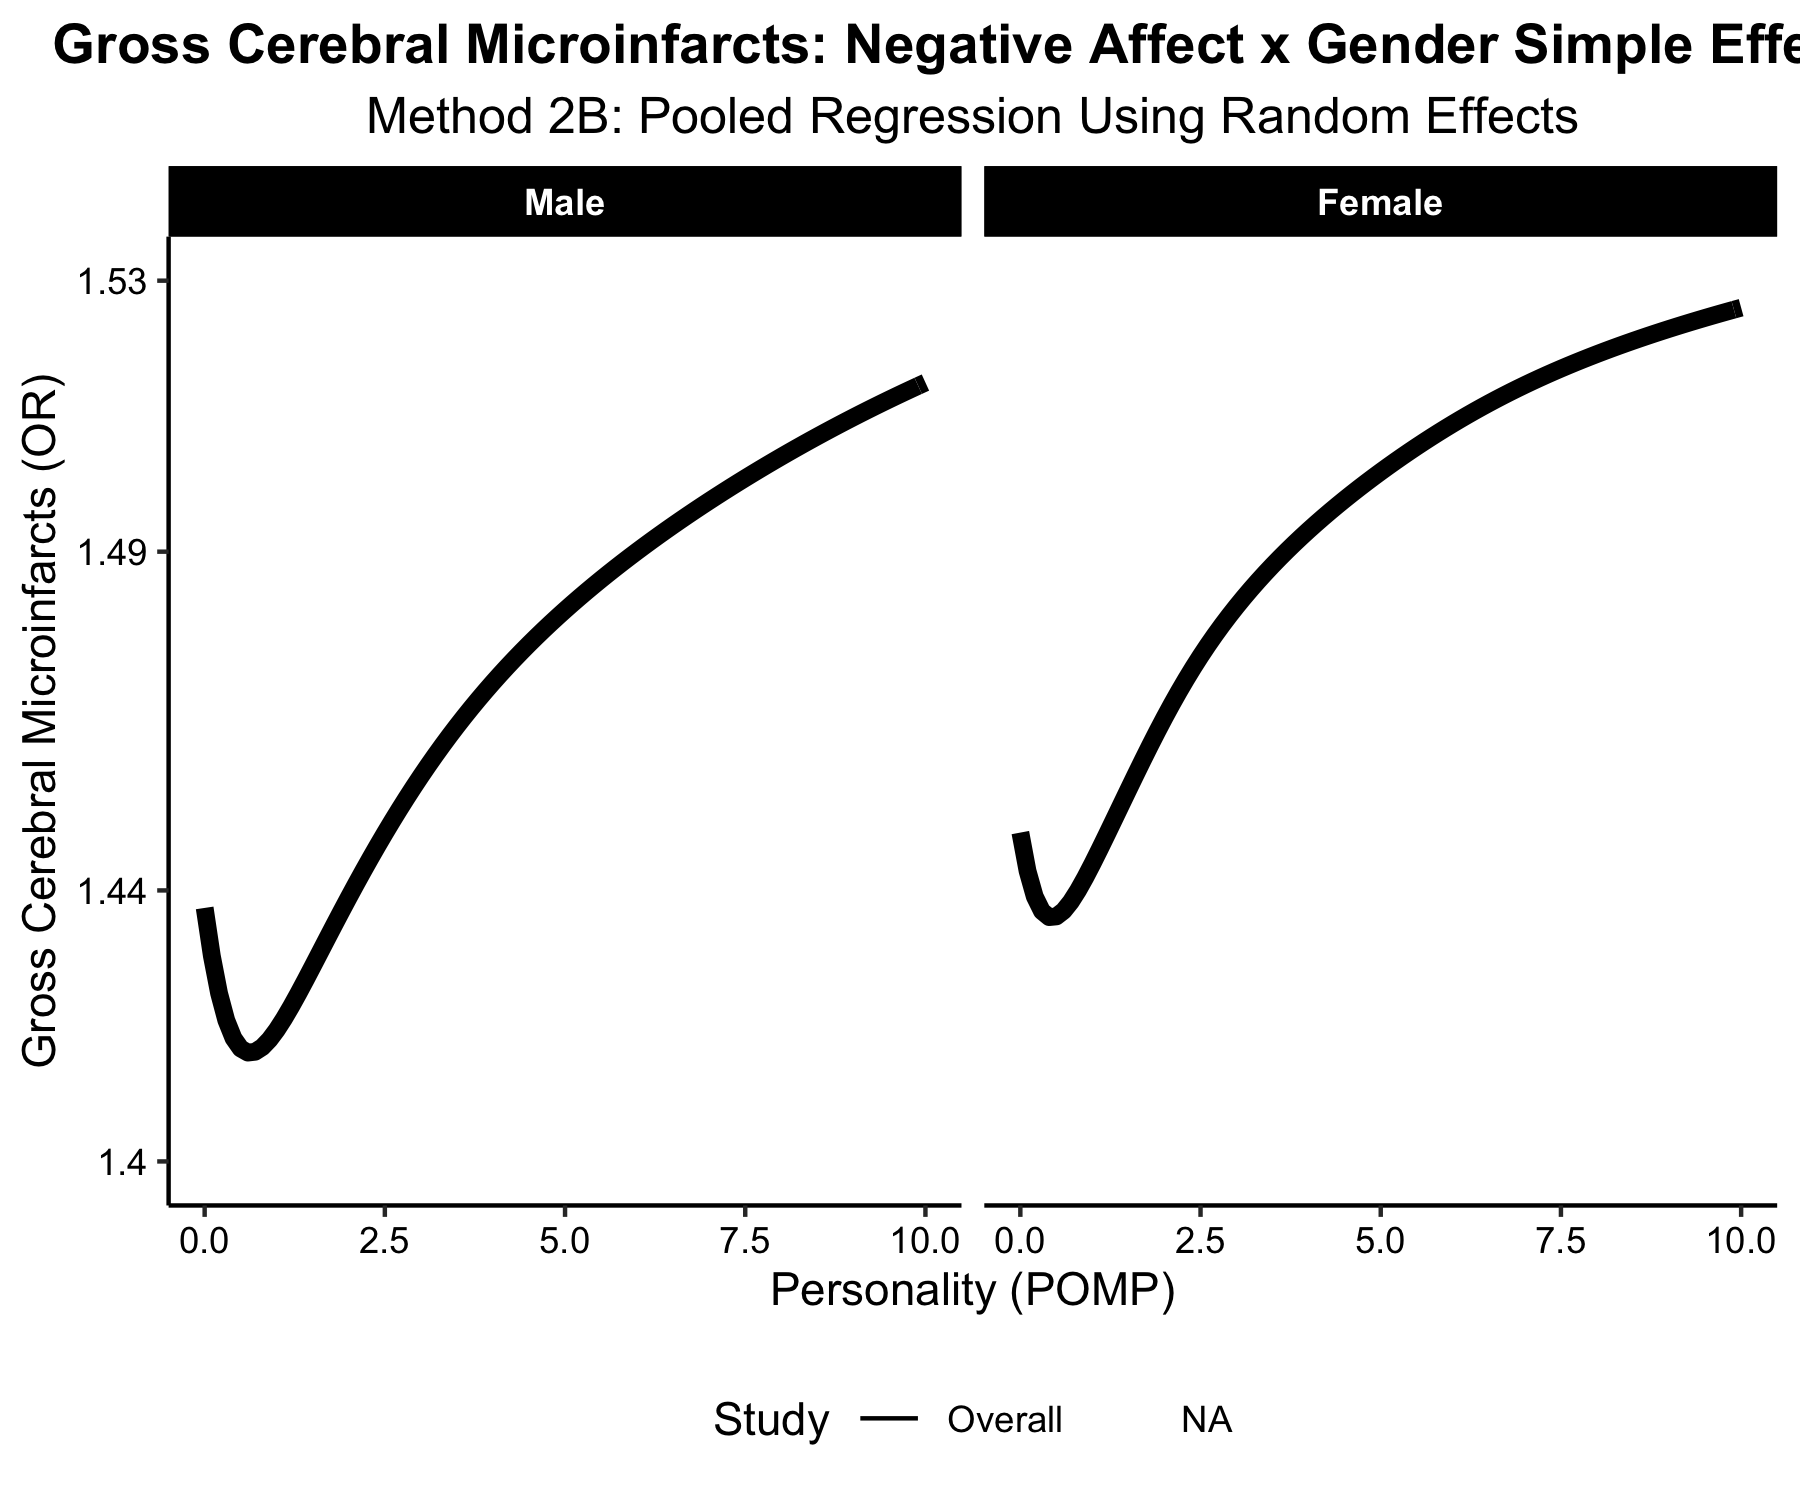 Gross Cerebral Microinfarcts: Negative Affect x Gender Simple Effe
Method 2B: Pooled Regression Using Random Effects
Male
Female
Gross Cerebral Microinfarcts (OR)
1.53
1.49
1.44
1.4
0.0 2.5 5.0 7.5 10.0
0.0 2.5 5.0 7.5 10.0
Personality (POMP)
Study Overall NA